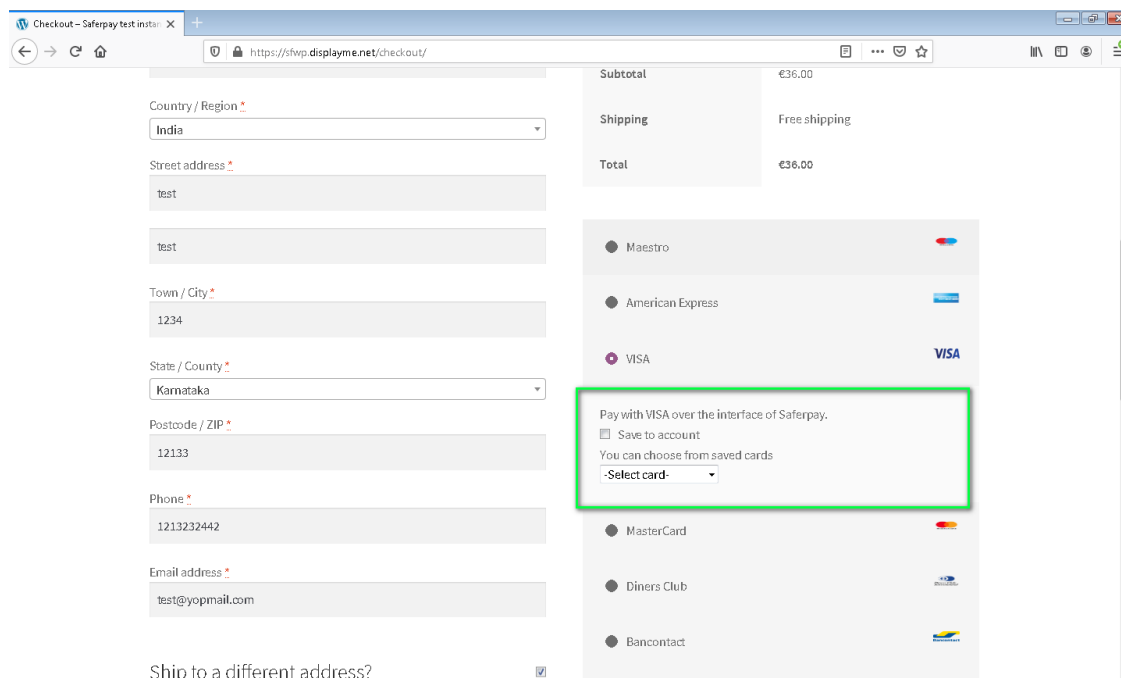 Checkout – Saferpay test instan
https://sfwp.displayme.net/checkout/
Country / Region *
India
Street address *
test
test
Town / City *
1234
State / County *
Karnataka
Postcode / ZIP *
12133
Phone *
1213232442
Email address *
test@yopmail.com
Ship to a different address?
Subtotal €36.00
Shipping Free shipping
Total €36.00
Maestro
American Express
VISA VISA
Pay with VISA over the interface of Saferpay.
Save to account
You can choose from saved cards
-Select card-
MasterCard
Diners Club
Bancontact